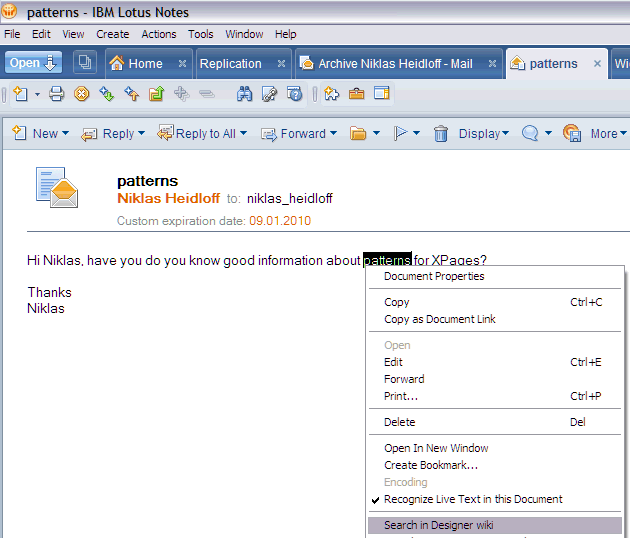 patterns - IBM Lotus Notes
File Edit View Create Actions Tools Window Help
Open Home Replication Archive Niklas Heidloff - Mail patterns
New Reply Reply to All Forward Display More
patterns
Niklas Heidloff to: niklas_heidloff
Custom expiration date: 09.01.2010
Hi Niklas, have you do you know good information about patterns for XPages?
Thanks
Niklas
Document Properties
Copy Ctrl+C
Copy as Document Link
Open
Edit Ctrl+E
Forward
Print... Ctrl+P
Delete Del
Open In New Window
Create Bookmark...
Encoding
Recognize Live Text in this Document
Search in Designer wiki